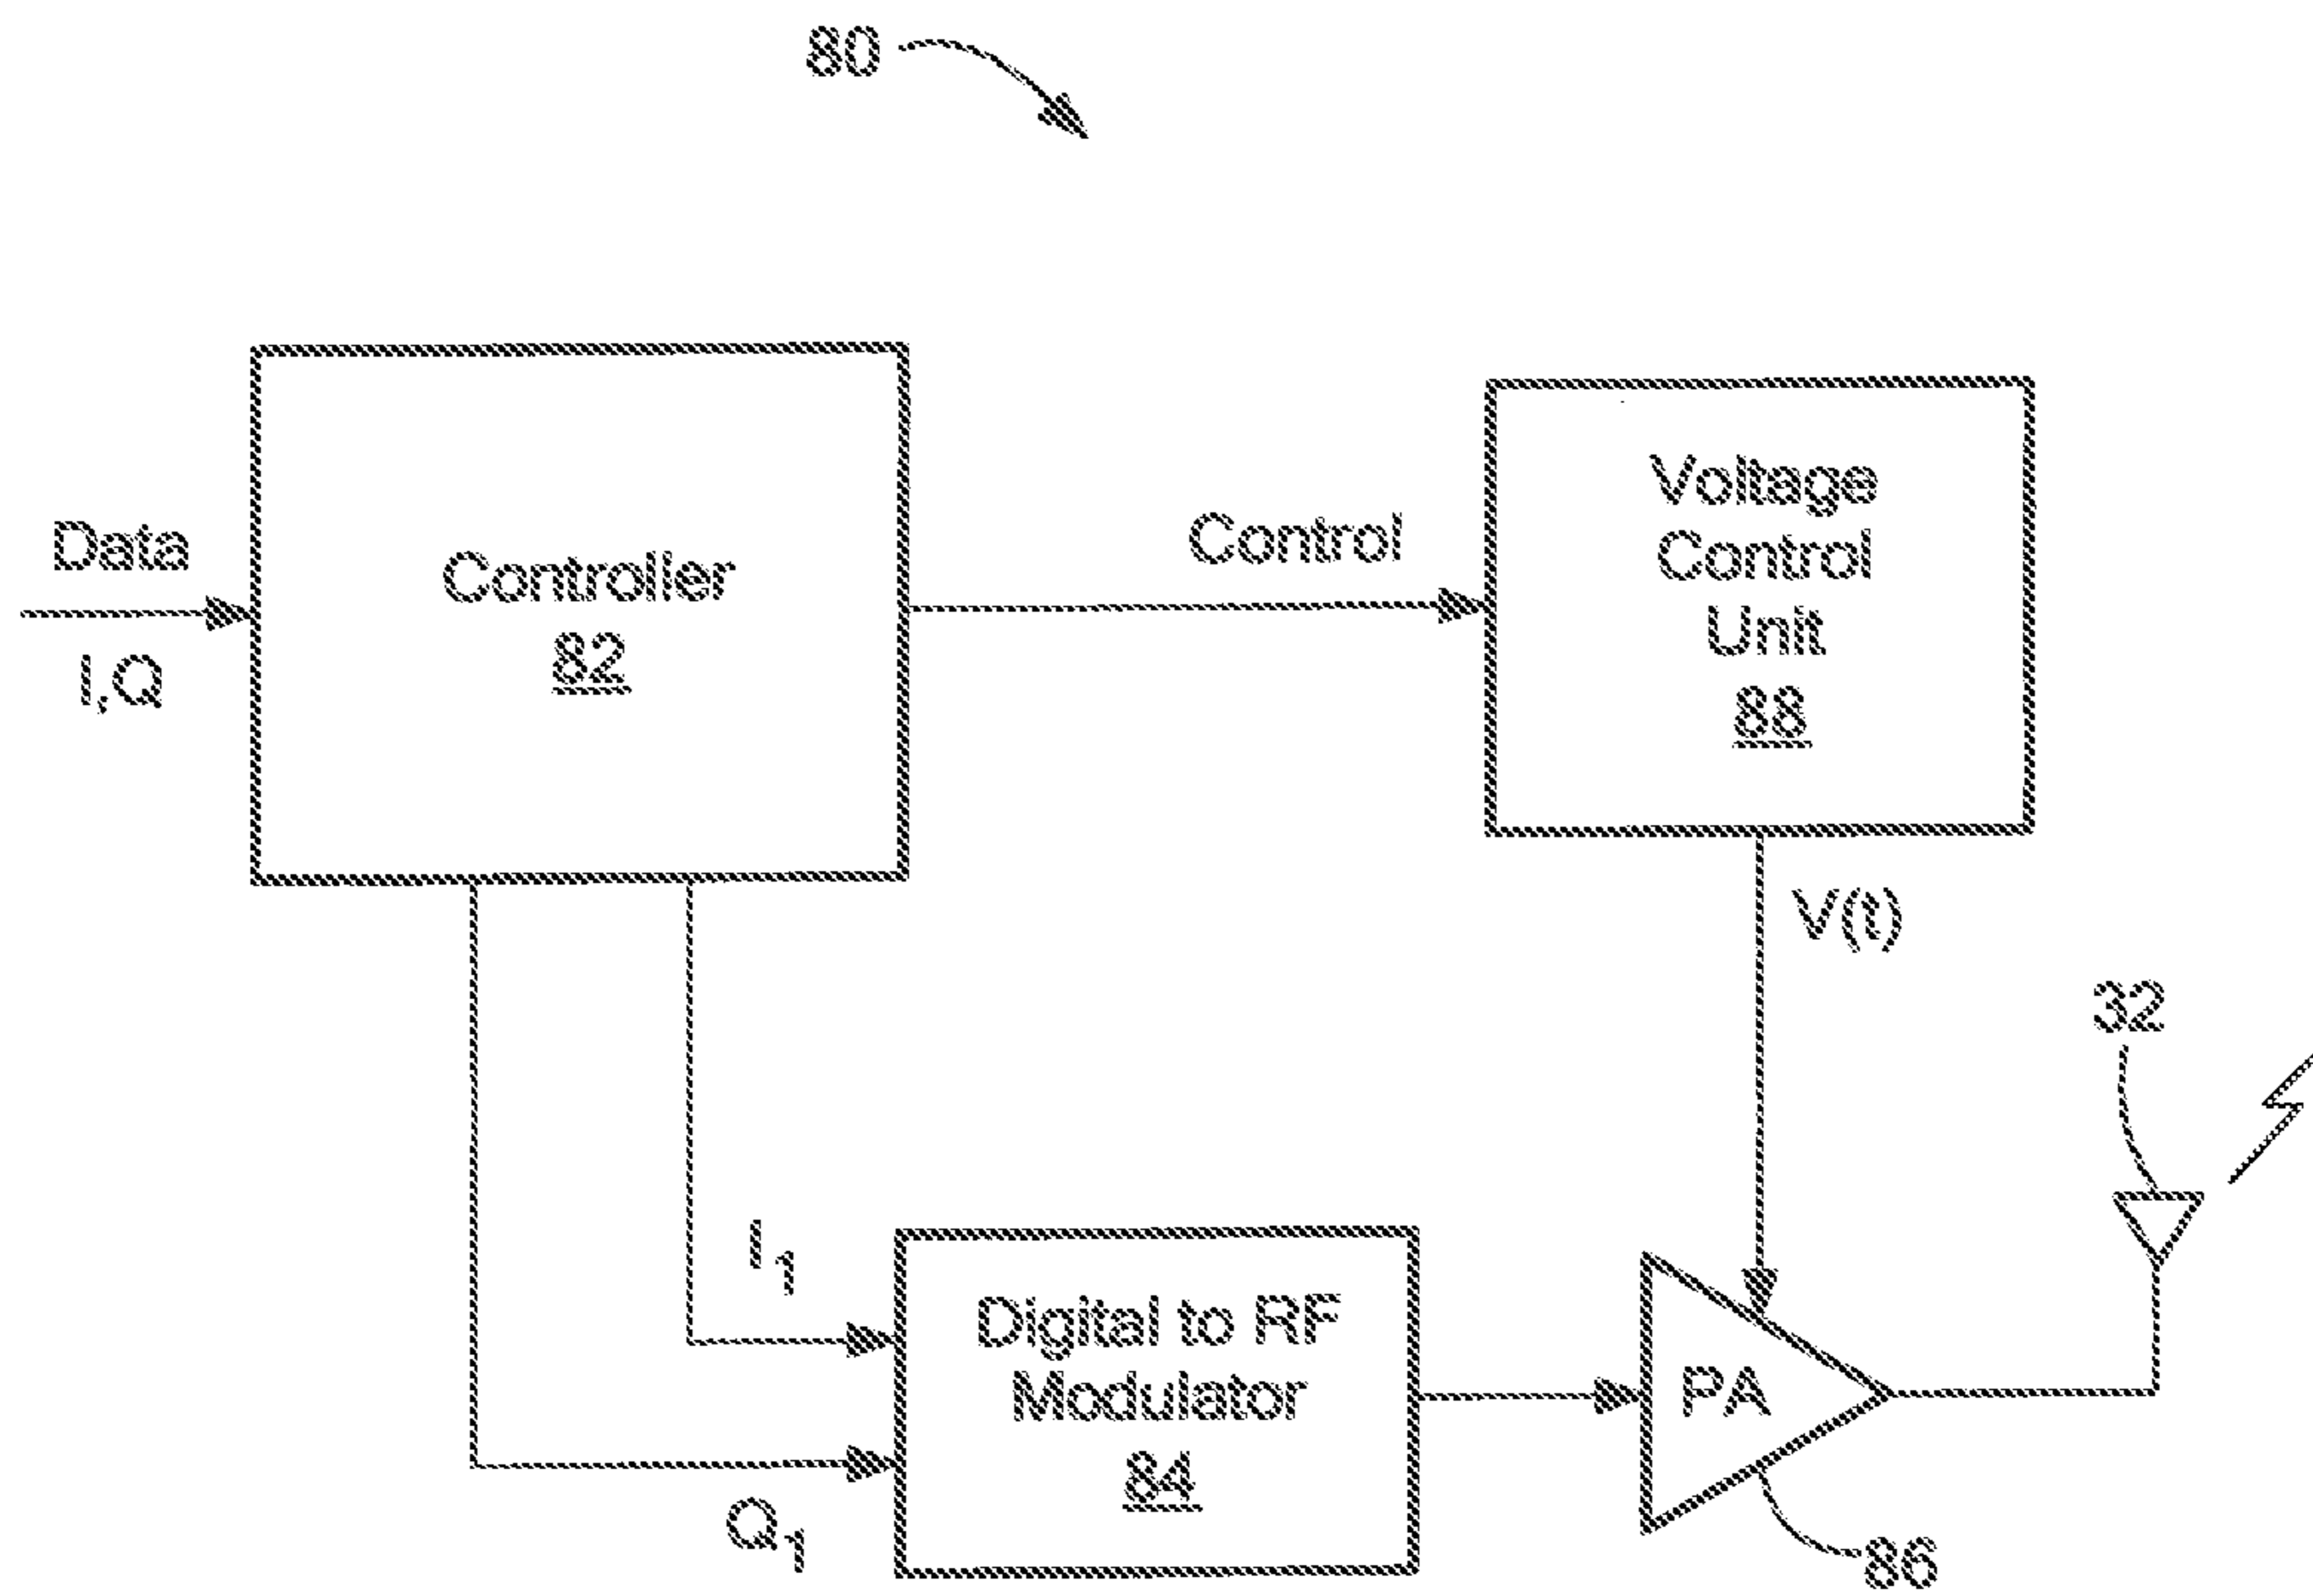 80
Data
I,Q
Controller
82
Control
Voltage
Control
Unit
88
V(t)
32
I1
Q1
Digital to RF
Modulator
84
PA
86